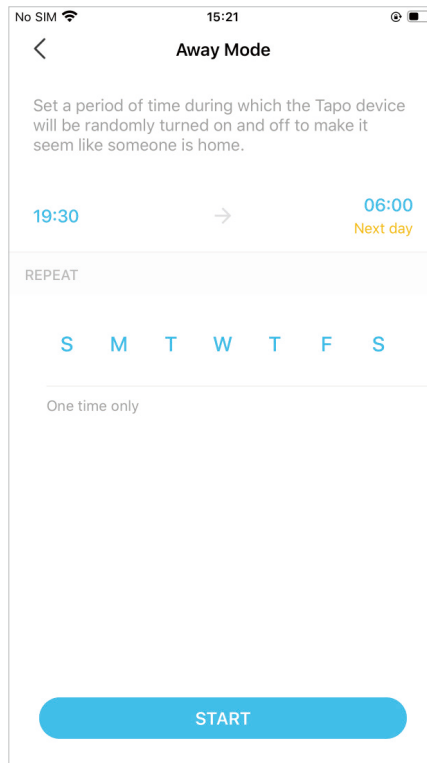 No SIM 15:21
Away Mode
Set a period of time during which the Tapo device
will be randomly turned on and off to make it
seem like someone is home.
19:30 → 06:00
Next day
REPEAT
S M T W T F S
One time only
START